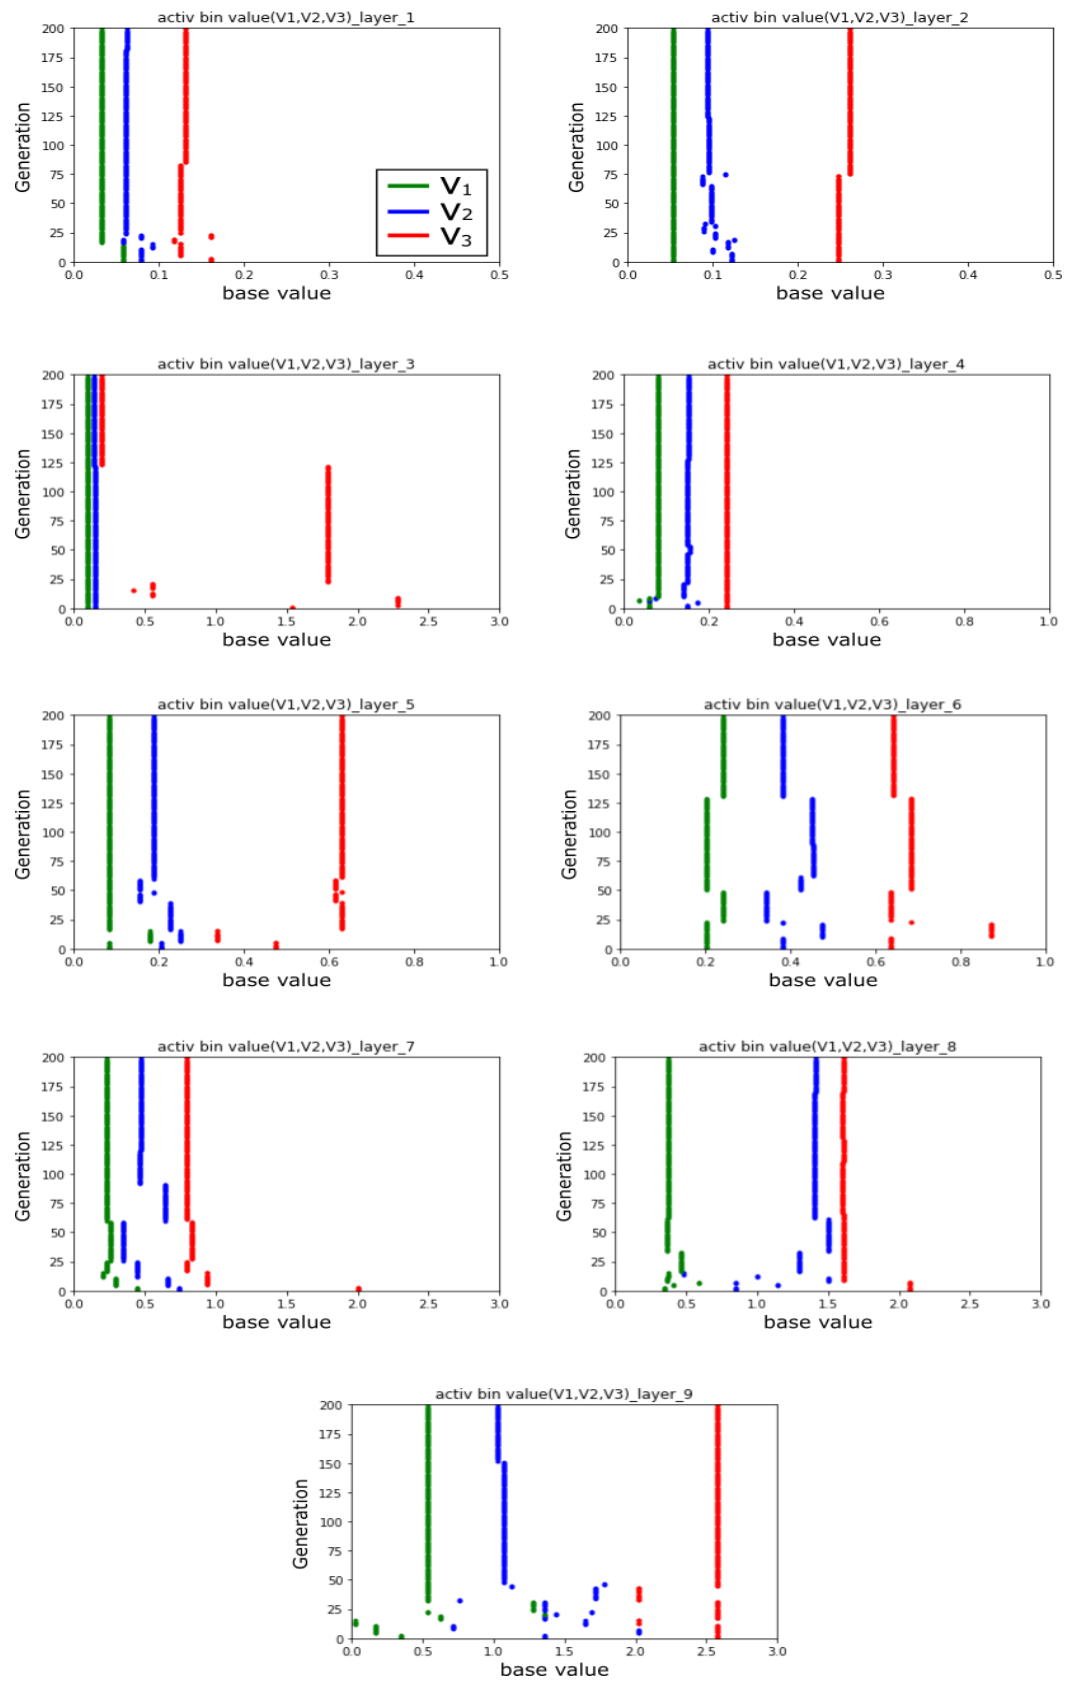 activ bin value(V1,V2,V3)_layer_1
200
175
150
125
100
75
50
25
0
Generation
V1
V2
V3
0.0 0.1 0.2 0.3 0.4 0.5
base value
activ bin value(V1,V2,V3)_layer_2
200
175
150
125
100
75
50
25
0
Generation
0.0 0.1 0.2 0.3 0.4 0.5
base value
activ bin value(V1,V2,V3)_layer_3
200
175
150
125
100
75
50
25
0
Generation
0.0 0.5 1.0 1.5 2.0 2.5 3.0
base value
activ bin value(V1,V2,V3)_layer_4
200
175
150
125
100
75
50
25
0
Generation
0.0 0.2 0.4 0.6 0.8 1.0
base value
activ bin value(V1,V2,V3)_layer_5
200
175
150
125
100
75
50
25
0
Generation
0.0 0.2 0.4 0.6 0.8 1.0
base value
activ bin value(V1,V2,V3)_layer_6
200
175
150
125
100
75
50
25
0
Generation
0.0 0.2 0.4 0.6 0.8 1.0
base value
activ bin value(V1,V2,V3)_layer_7
200
175
150
125
100
75
50
25
0
Generation
0.0 0.5 1.0 1.5 2.0 2.5 3.0
base value
activ bin value(V1,V2,V3)_layer_8
200
175
150
125
100
75
50
25
0
Generation
0.0 0.5 1.0 1.5 2.0 2.5 3.0
base value
activ bin value(V1,V2,V3)_layer_9
200
175
150
125
100
75
50
25
0
Generation
0.0 0.5 1.0 1.5 2.0 2.5 3.0
base value